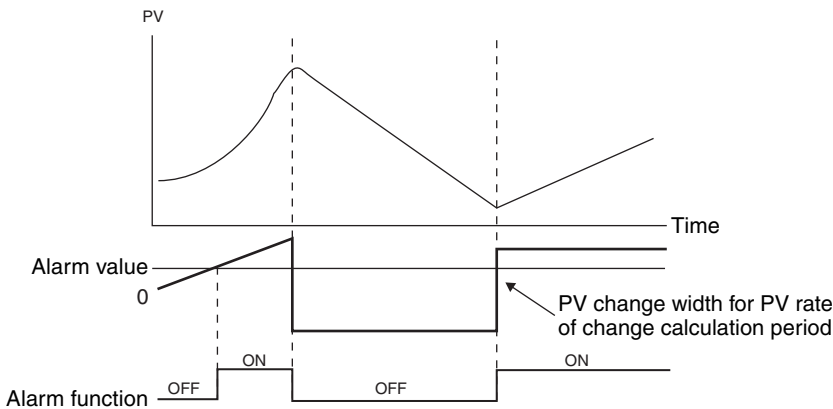 PV
Time
Alarm value
0
PV change width for PV rate
of change calculation period
ON
ON
OFF
OFF
Alarm function